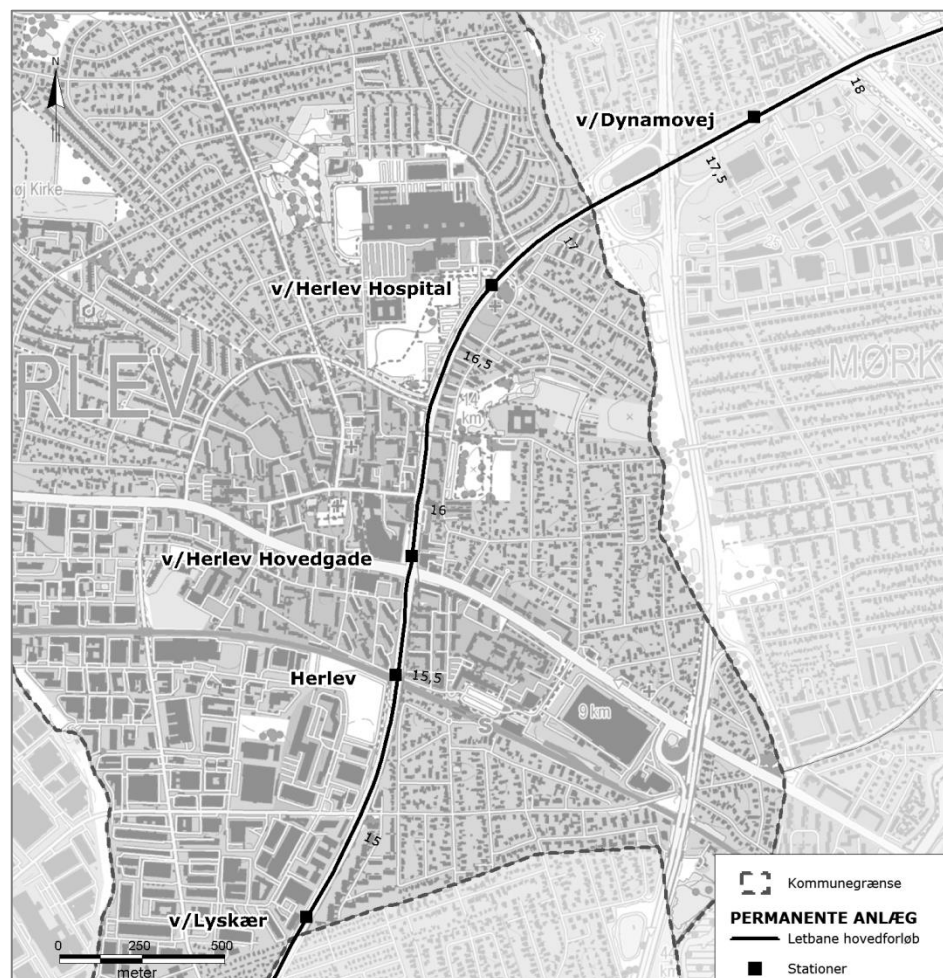 N
18
v/Dynamovej
17,5
øj Kirke
17
v/Herlev Hospital
16,5
RLEV
MØRK
14
km
16
v/Herlev Hovedgade
Herlev
15,5
S
9 km
15
Kommunegrænse
PERMANENTE ANLÆG
v/Lyskær
Letbane hovedforløb
0 250 500
meter
Stationer